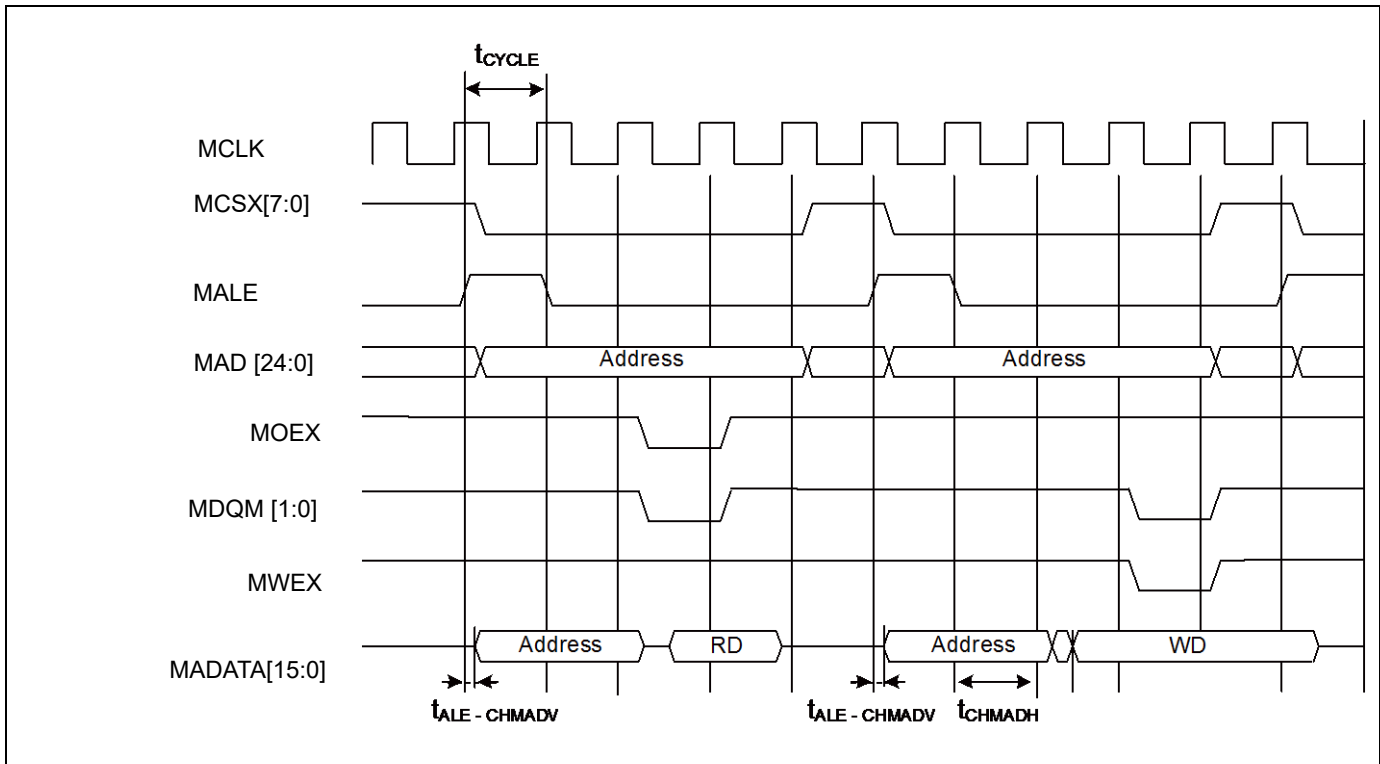 tCYCLE
MCLK
MCSX[7:0]
MALE
MAD [24:0]
Address
Address
MOEX
MDQM [1:0]
MWEX
MADATA[15:0]
Address
RD
Address
WD
tALE - CHMADV
tALE - CHMADV
tCHMADH